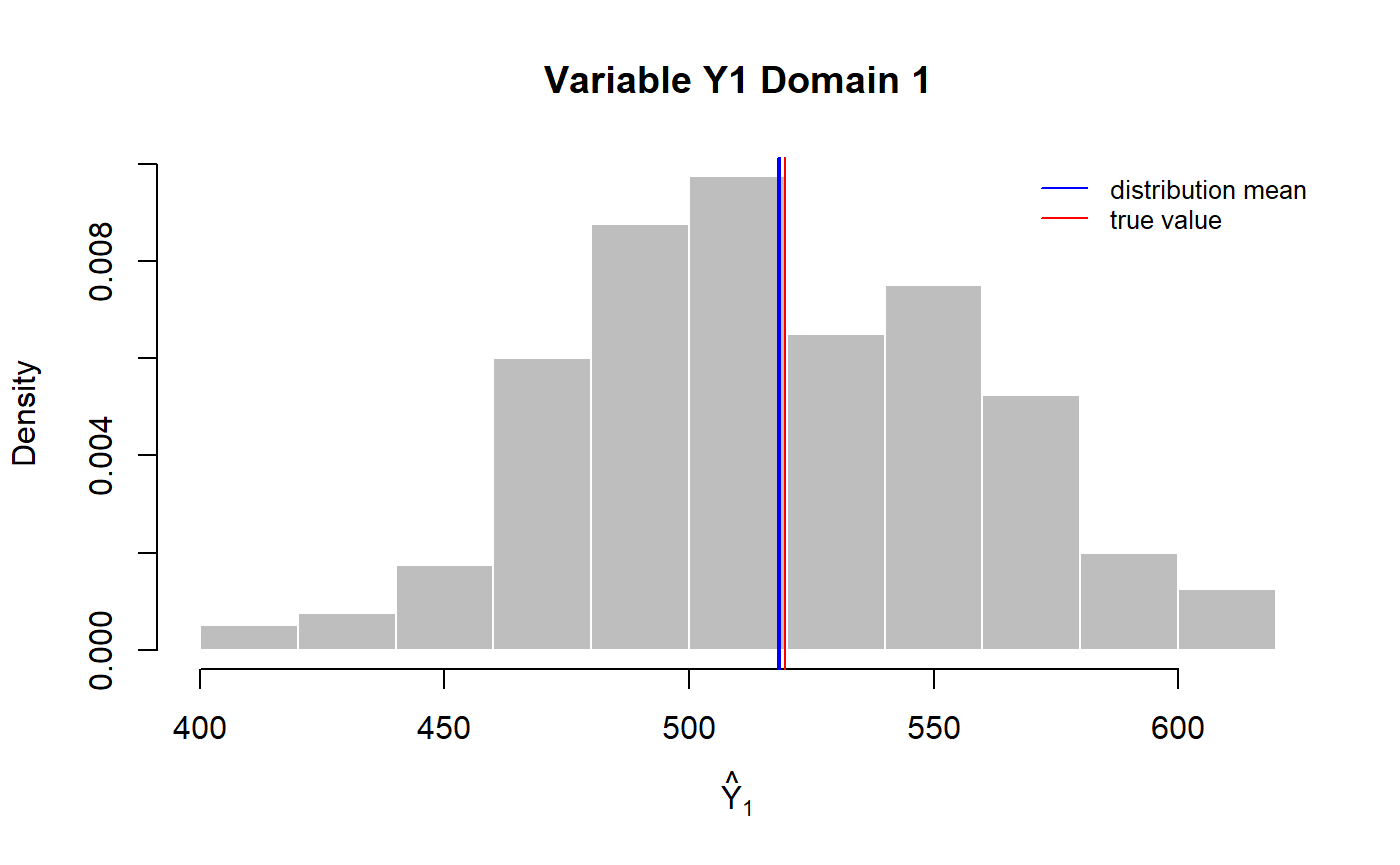 Variable Y1 Domain 1
distribution mean
true value
Density
0.008
0.004
0.000
400 450 500 550 600
Ŷ₁